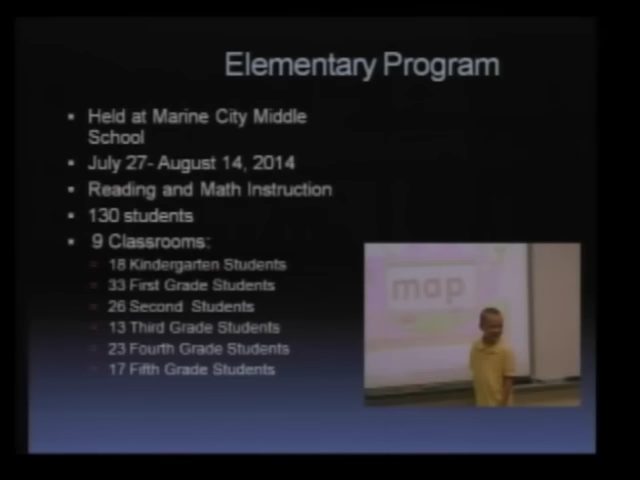 Elementary Program
Held at Marine City Middle
School
July 27- August 14, 2014
Reading and Math Instruction
130 students
9 Classrooms:
18 Kindergarten Students
33 First Grade Students
26 Second Students
13 Third Grade Students
23 Fourth Grade Students
17 Fifth Grade Students
map